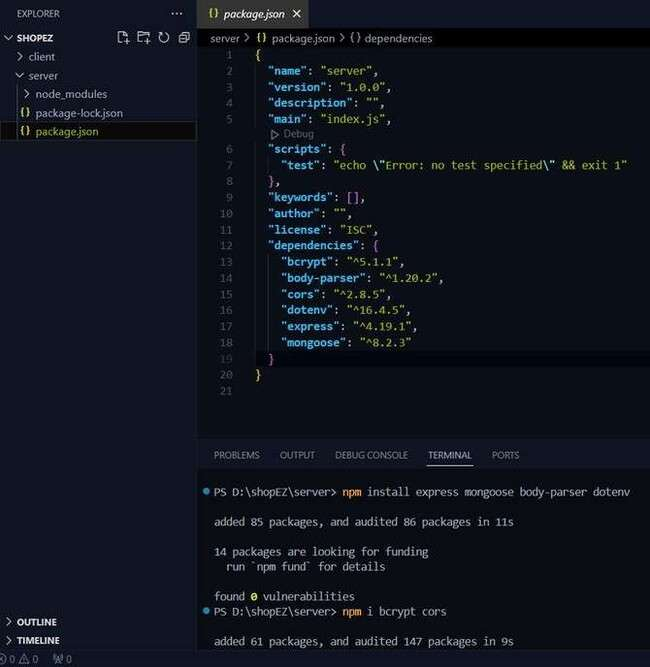 EXPLORER
SHOPEZ
client
server
node_modules
{} package-lock.json
{} package.json
OUTLINE
TIMELINE
0 0 0
{} package.json
server > {} package.json > {} dependencies
1 {
2 "name": "server",
3 "version": "1.0.0",
4 "description": "",
5 "main": "index.js",
Debug
6 "scripts": {
7 "test": "echo \"Error: no test specified\" && exit 1"
8 },
9 "keywords": [],
10 "author": "",
11 "license": "ISC",
12 "dependencies": {
13 "bcrypt": "^5.1.1",
14 "body-parser": "^1.20.2",
15 "cors": "^2.8.5",
16 "dotenv": "^16.4.5",
17 "express": "^4.19.1",
18 "mongoose": "^8.2.3"
19 }
20 }
21
PROBLEMS OUTPUT DEBUG CONSOLE TERMINAL PORTS
PS D:\shopEZ\server> npm install express mongoose body-parser dotenv
added 85 packages, and audited 86 packages in 11s
14 packages are looking for funding
run `npm fund` for details
found 0 vulnerabilities
PS D:\shopEZ\server> npm i bcrypt cors
added 61 packages, and audited 147 packages in 9s